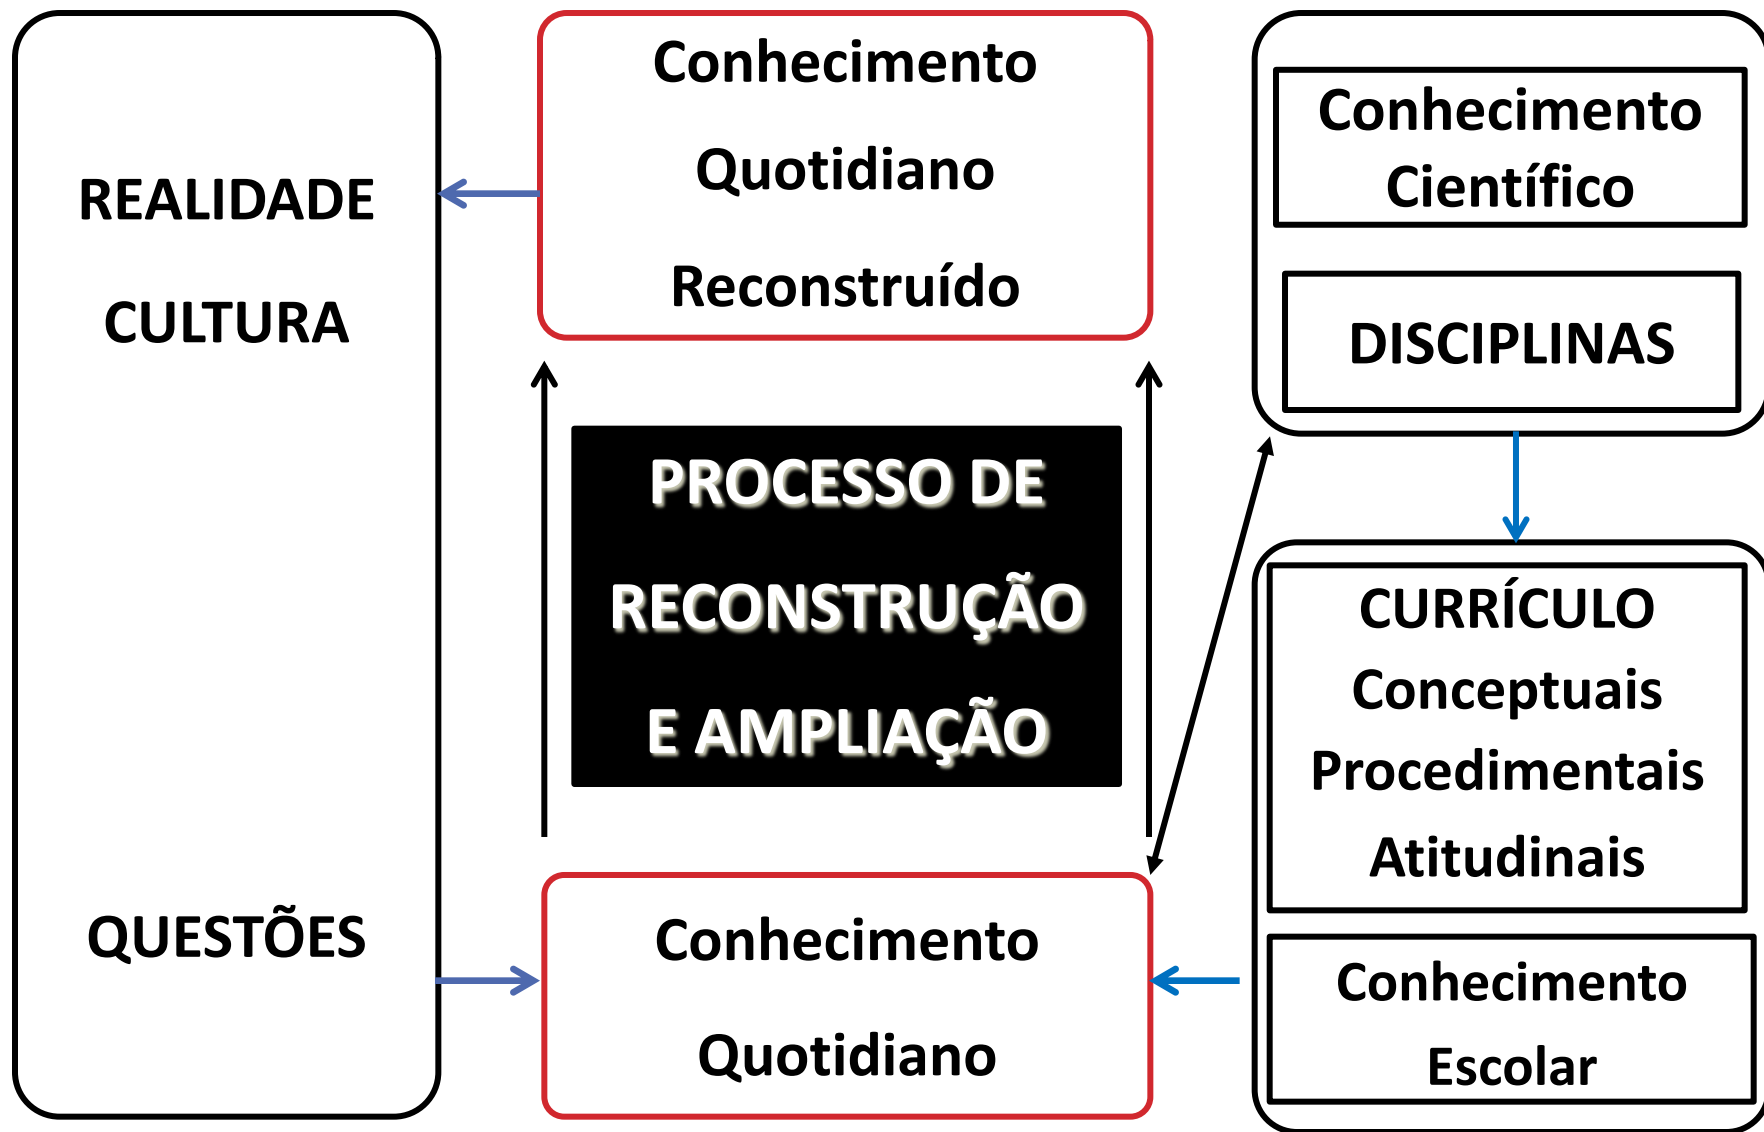 REALIDADE
CULTURA
QUESTÕES
Conhecimento
Quotidiano
Reconstruído
PROCESSO DE
RECONSTRUÇÃO
E AMPLIAÇÃO
Conhecimento
Quotidiano
Conhecimento
Científico
DISCIPLINAS
CURRÍCULO
Conceptuais
Procedimentais
Atitudinais
Conhecimento
Escolar